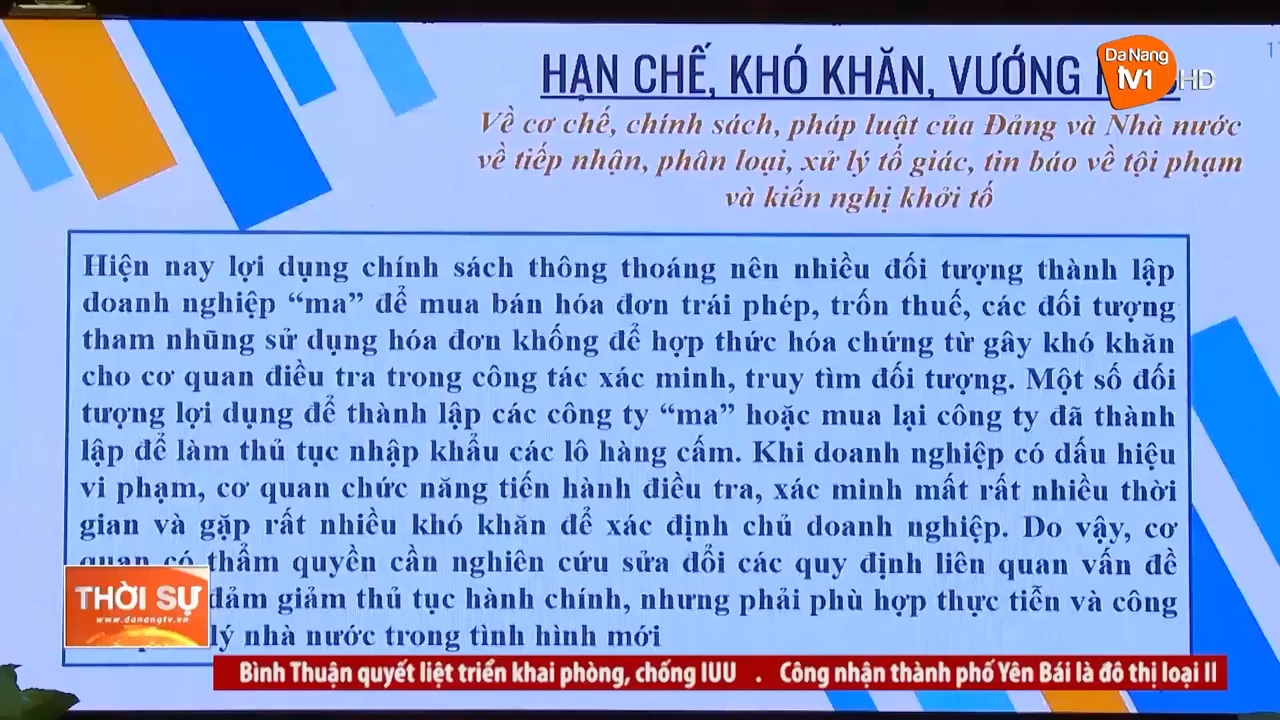 HẠN CHẾ, KHÓ KHĂN, VƯỚNG
Da Nang
tv1 HD
1
Về cơ chế, chính sách, pháp luật của Đảng và Nhà nước
về tiếp nhận, phân loại, xử lý tố giác, tin báo về tội phạm
và kiến nghị khởi tố
Hiện nay lợi dụng chính sách thông thoáng nên nhiều đối tượng thành lập
doanh nghiệp “ma” để mua bán hóa đơn trái phép, trốn thuế, các đối tượng
tham nhũng sử dụng hóa đơn khống để hợp thức hóa chứng từ gây khó khăn
cho cơ quan điều tra trong công tác xác minh, truy tìm đối tượng. Một số đối
tượng lợi dụng để thành lập các công ty “ma” hoặc mua lại công ty đã thành
lập để làm thủ tục nhập khẩu các lô hàng cấm. Khi doanh nghiệp có dấu hiệu
vi phạm, cơ quan chức năng tiến hành điều tra, xác minh mất rất nhiều thời
gian và gặp rất nhiều khó khăn để xác định chủ doanh nghiệp. Do vậy, cơ
quan có thẩm quyền cần nghiên cứu sửa đổi các quy định liên quan vấn đề
đảm giảm thủ tục hành chính, nhưng phải phù hợp thực tiễn và công
lý nhà nước trong tình hình mới
THỜI SỰ
www.danangtv.vn
Bình Thuận quyết liệt triển khai phòng, chống IUU . Công nhận thành phố Yên Bái là đô thị loại II